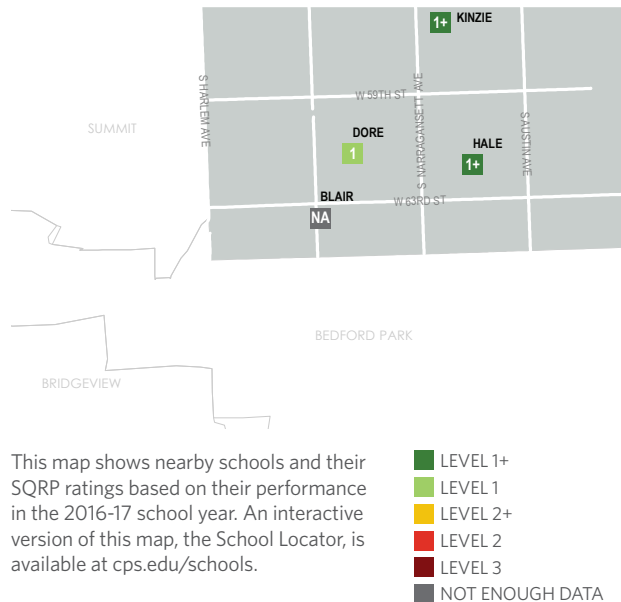 1+ KINZIE
S HARLEM AVE
S NARRAGANSETT AVE
W 59TH ST
SUMMIT
DORE
1
HALE
1+
S AUSTIN AVE
BLAIR
NA
W 63RD ST
BEDFORD PARK
BRIDGEVIEW
This map shows nearby schools and their
SQRP ratings based on their performance
in the 2016-17 school year. An interactive
version of this map, the School Locator, is
available at cps.edu/schools.
LEVEL 1+
LEVEL 1
LEVEL 2+
LEVEL 2
LEVEL 3
NOT ENOUGH DATA